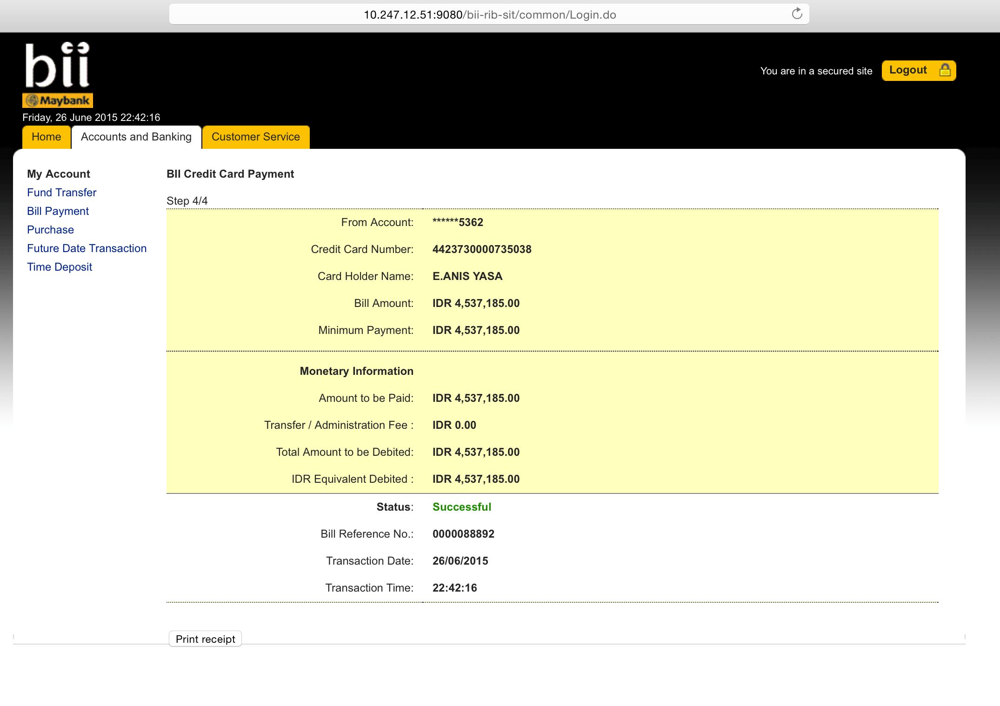 10.247.12.51:9080/bii-rib-sit/common/Login.do
bii
Maybank
You are in a secured site
Logout
Friday, 26 June 2015 22:42:16
Home Accounts and Banking Customer Service
My Account
Fund Transfer
Bill Payment
Purchase
Future Date Transaction
Time Deposit
BII Credit Card Payment
Step 4/4
From Account: ******5362
Credit Card Number: 4423730000735038
Card Holder Name: E.ANIS YASA
Bill Amount: IDR 4,537,185.00
Minimum Payment: IDR 4,537,185.00
Monetary Information
Amount to be Paid: IDR 4,537,185.00
Transfer / Administration Fee : IDR 0.00
Total Amount to be Debited: IDR 4,537,185.00
IDR Equivalent Debited : IDR 4,537,185.00
Status: Successful
Bill Reference No.: 0000088892
Transaction Date: 26/06/2015
Transaction Time: 22:42:16
Print receipt